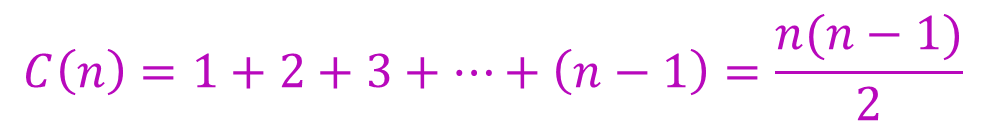 C(n) = 1 + 2 + 3 + ⋯ + (n − 1) = n(n − 1) / 2